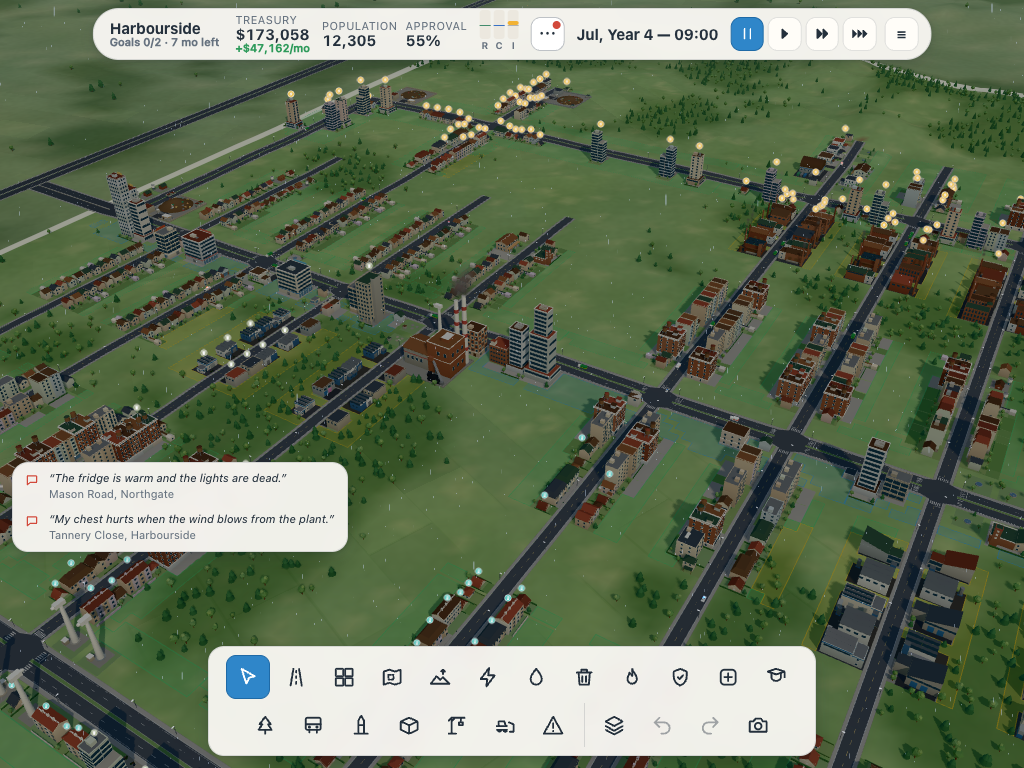 Harbourside
Goals 0/2 · 7 mo left
TREASURY
$173,058
+$47,162/mo
POPULATION
12,305
APPROVAL
55%
R C I
Jul, Year 4 — 09:00
“The fridge is warm and the lights are dead.”
Mason Road, Northgate
“My chest hurts when the wind blows from the plant.”
Tannery Close, Harbourside